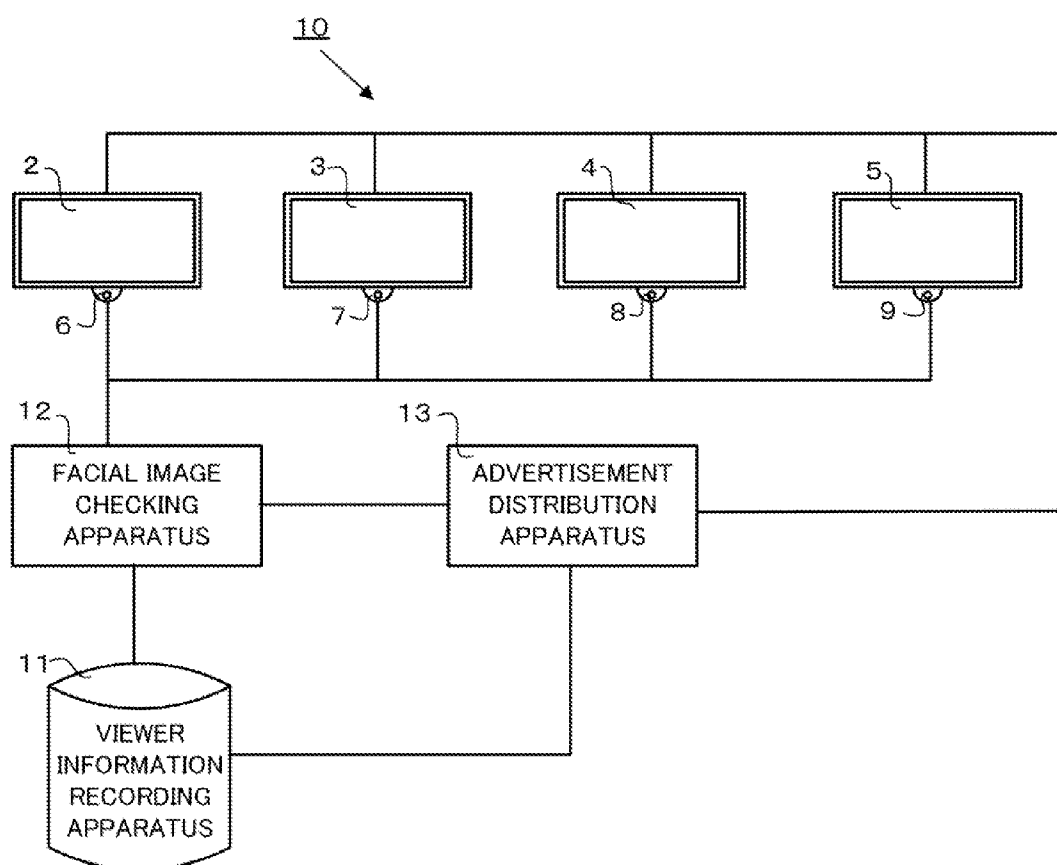 10
2
3
4
5
6
7
8
9
12
13
FACIAL IMAGE
CHECKING
APPARATUS
ADVERTISEMENT
DISTRIBUTION
APPARATUS
11
VIEWER
INFORMATION
RECORDING
APPARATUS